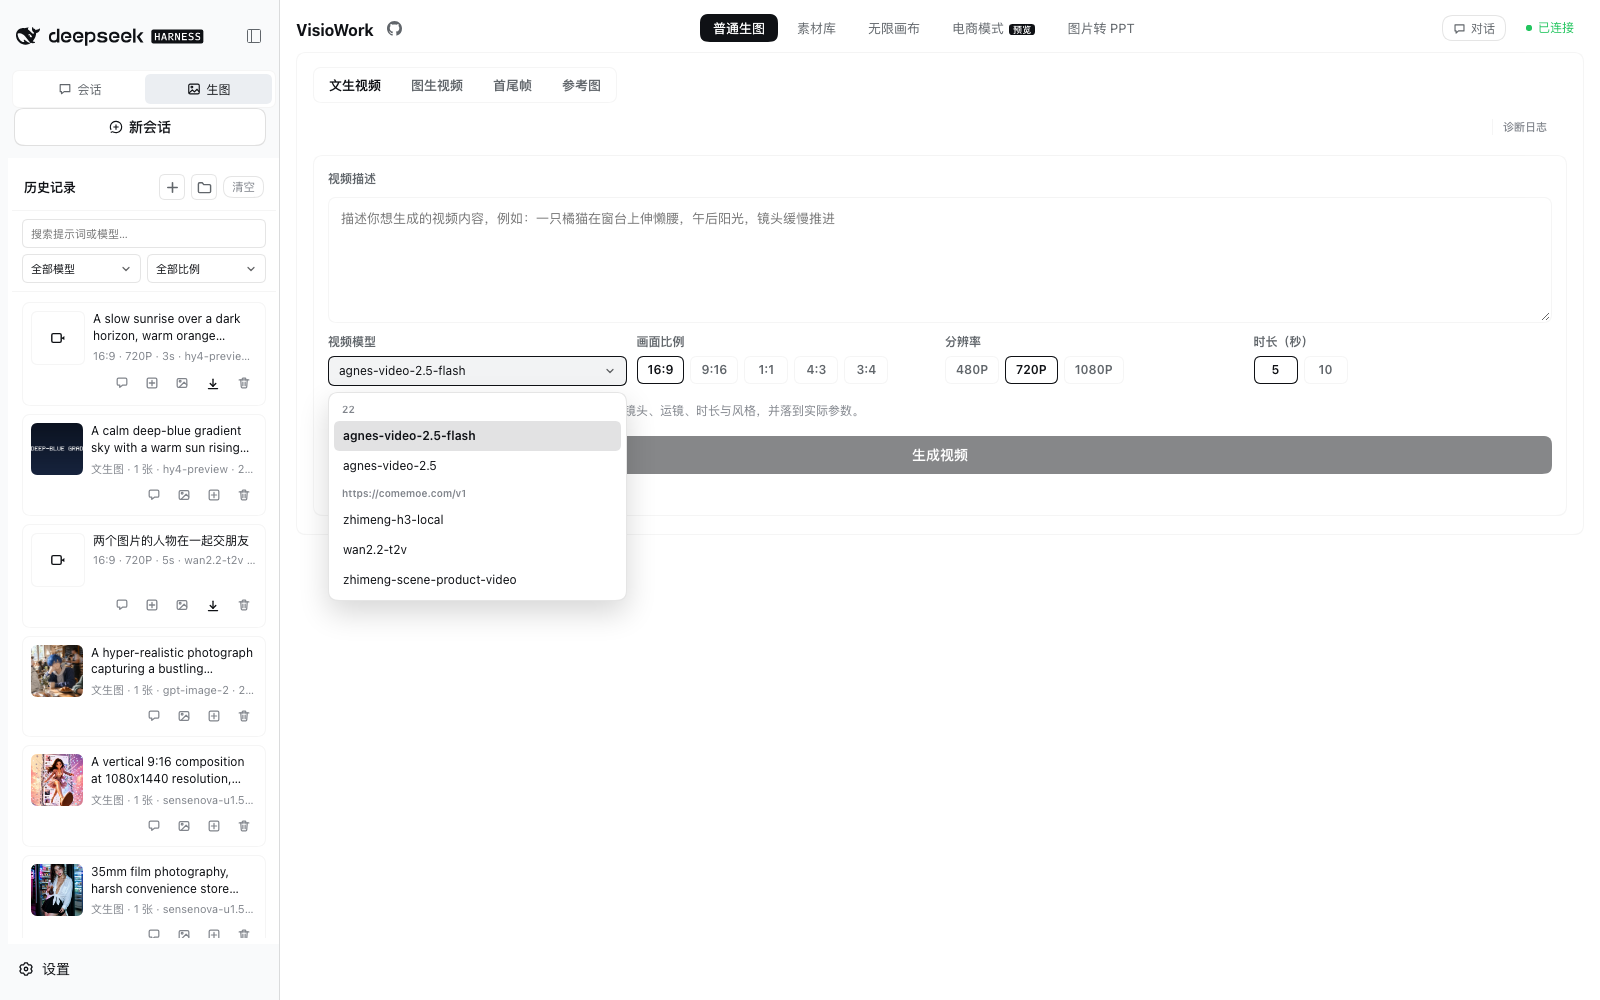 deepseek HARNESS
会话
生图
新会话
历史记录
清空
搜索提示词或模型...
全部模型
全部比例
A slow sunrise over a dark
horizon, warm orange...
16:9 · 720P · 3s · hy4-previe...
A calm deep-blue gradient
sky with a warm sun rising...
DEEP-BLUE GRAD
文生图 · 1 张 · hy4-preview · 2...
两个图片的人物在一起交朋友
16:9 · 720P · 5s · wan2.2-t2v ...
A hyper-realistic photograph
capturing a bustling...
文生图 · 1 张 · gpt-image-2 · 2...
A vertical 9:16 composition
at 1080x1440 resolution,...
文生图 · 1 张 · sensenova-u1.5...
35mm film photography,
harsh convenience store...
文生图 · 1 张 · sensenova-u1.5...
设置
VisioWork
普通生图
素材库
无限画布
电商模式 预览
图片转 PPT
对话
已连接
文生视频
图生视频
首尾帧
参考图
诊断日志
视频描述
描述你想生成的视频内容，例如：一只橘猫在窗台上伸懒腰，午后阳光，镜头缓慢推进
视频模型
agnes-video-2.5-flash
画面比例
16:9
9:16
1:1
4:3
3:4
分辨率
480P
720P
1080P
时长（秒）
5
10
镜头、运镜、时长与风格，并落到实际参数。
22
agnes-video-2.5-flash
agnes-video-2.5
https://comemoe.com/v1
zhimeng-h3-local
wan2.2-t2v
zhimeng-scene-product-video
生成视频